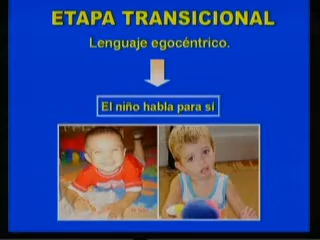 ETAPA TRANSICIONAL
Lenguaje egocéntrico.
El niño habla para sí